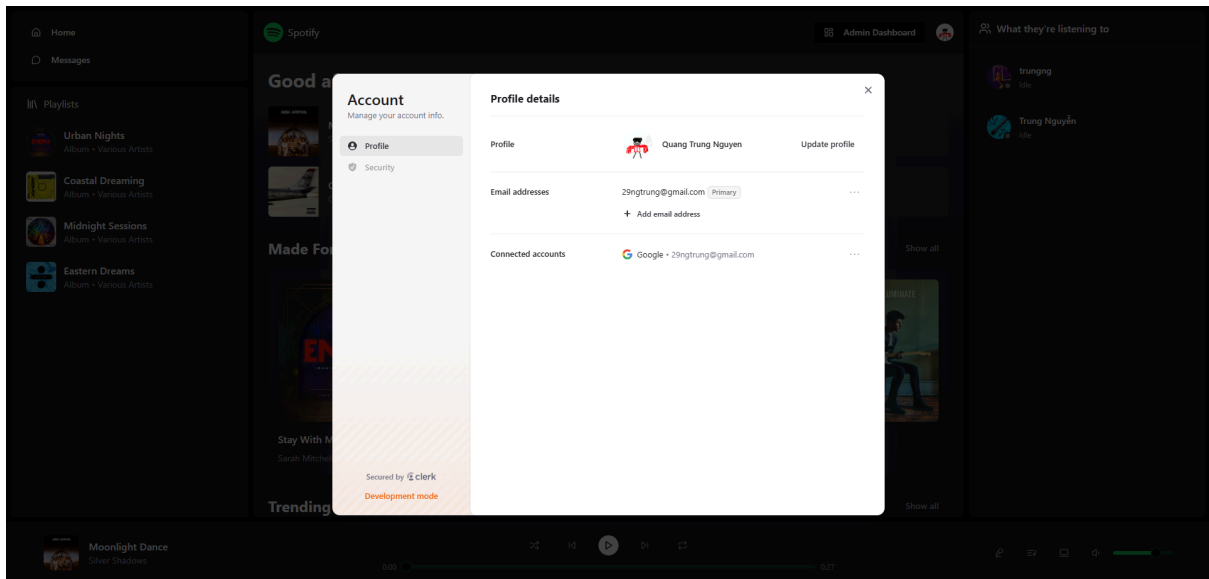 Home
Messages
Playlists
Urban Nights
Album • Various Artists
Coastal Dreaming
Album • Various Artists
Midnight Sessions
Album • Various Artists
Eastern Dreams
Album • Various Artists
Spotify
Admin Dashboard
Good a
Made For
Show all
Stay With M
Sarah Mitchel
Trending
Show all
What they're listening to
trungng
Idle
Trung Nguyễn
Idle
Account
Manage your account info.
Profile
Security
Secured by clerk
Development mode
Profile details
Profile
Quang Trung Nguyen
Update profile
Email addresses
29ngtrung@gmail.com Primary
+ Add email address
Connected accounts
Google • 29ngtrung@gmail.com
Moonlight Dance
Silver Shadows
0:00
0:27